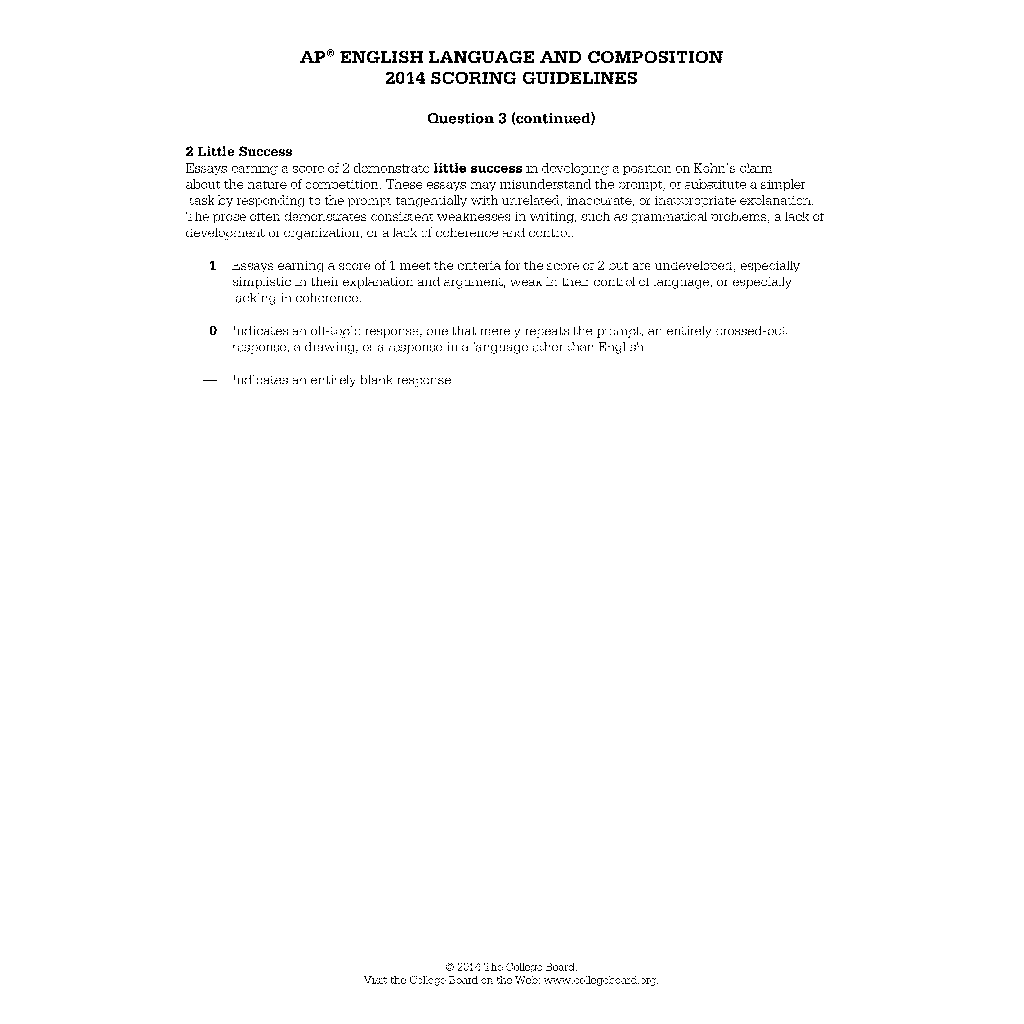 AP® ENGLISH LANGUAGE AND COMPOSITION
2014 SCORING GUIDELINES
Question 3 (continued)
2 Little Success
Essays earning a score of 2 demonstrate little success in developing a position on Kohn's claim
about the nature of competition. These essays may misunderstand the prompt, or substitute a simpler
task by responding to the prompt tangentially with unrelated, inaccurate, or inappropriate explanation.
The prose often demonstrates consistent weaknesses in writing, such as grammatical problems, a lack of
development or organization, or a lack of coherence and control.
1 Essays earning a score of 1 meet the criteria for the score of 2 but are undeveloped, especially
simplistic in their explanation and argument, weak in their control of language, or especially
lacking in coherence.
0 Indicates an off-topic response, one that merely repeats the prompt, an entirely crossed-out
response, a drawing, or a response in a language other than English.
— Indicates an entirely blank response.
© 2014 The College Board.
Visit the College Board on the Web: www.collegeboard.org.